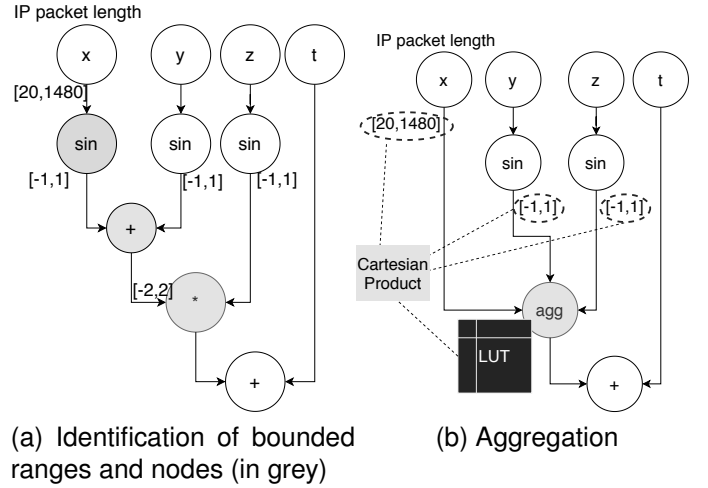 IP packet length
x
y
z
t
[20,1480]
sin
sin
sin
[-1,1]
[-1,1]
[-1,1]
+
[-2,2]
*
+
(a) Identification of bounded
ranges and nodes (in grey)
IP packet length
x
y
z
t
[20,1480]
sin
sin
[-1,1]
[-1,1]
Cartesian
Product
agg
LUT
+
(b) Aggregation